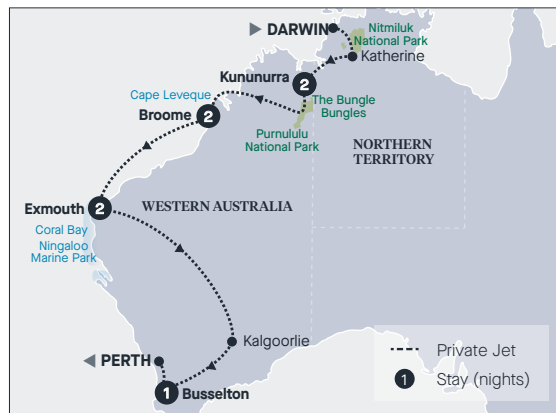 DARWIN
Nitmiluk
National Park
Katherine
Kununurra
2
Cape Leveque
The Bungle
Bungles
Broome
2
Purnululu
National Park
NORTHERN
TERRITORY
Exmouth
2
WESTERN AUSTRALIA
Coral Bay
Ningaloo
Marine Park
Kalgoorlie
PERTH
1
Busselton
Private Jet
1
Stay (nights)